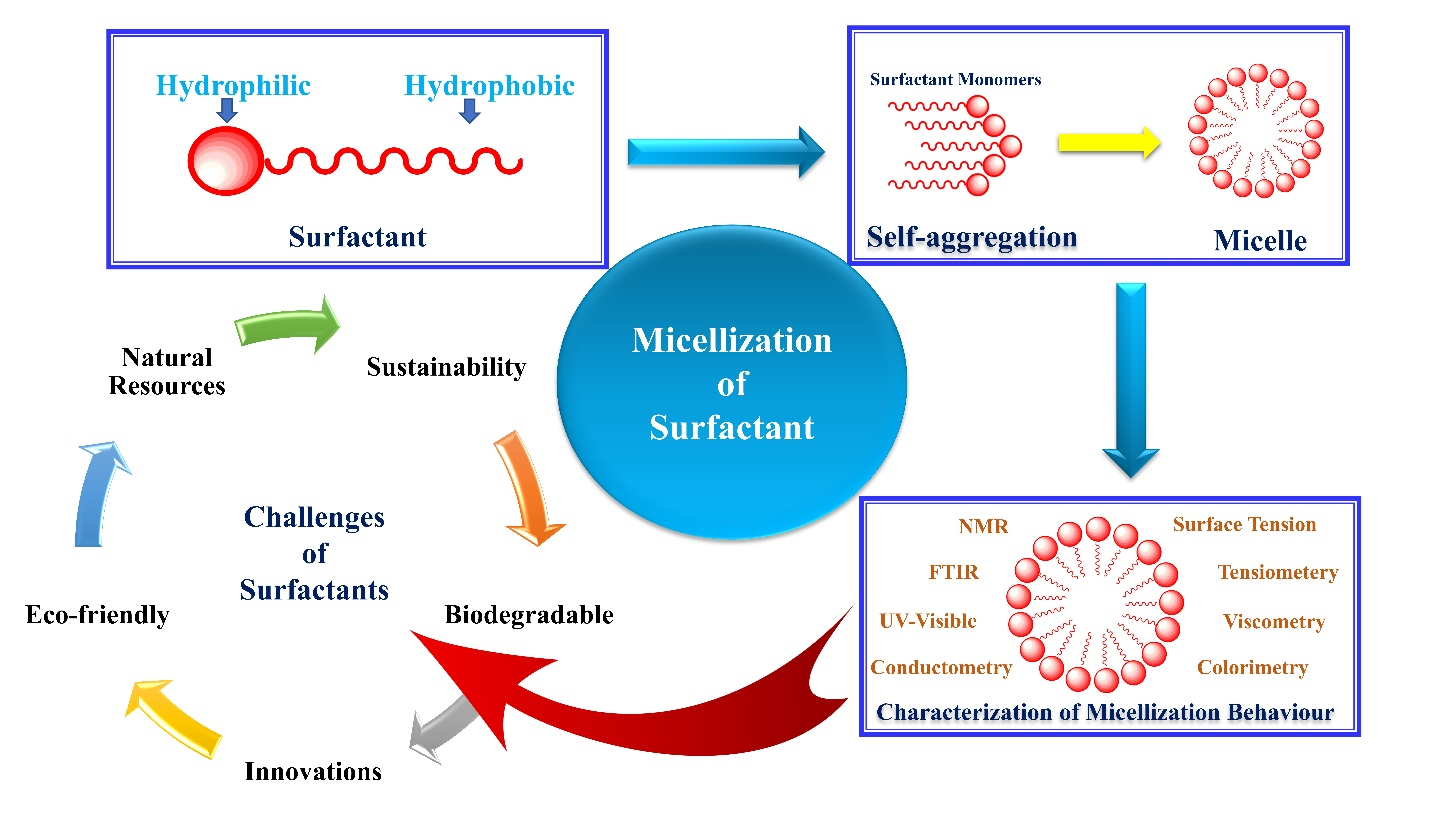 Hydrophilic
Hydrophobic
Surfactant
Surfactant Monomers
Self-aggregation
Micelle
Micellization
of
Surfactant
Natural
Resources
Sustainability
Challenges
of
Surfactants
Eco-friendly
Biodegradable
Innovations
NMR
Surface Tension
FTIR
Tensiometery
UV-Visible
Viscometry
Conductometry
Colorimetry
Characterization of Micellization Behaviour